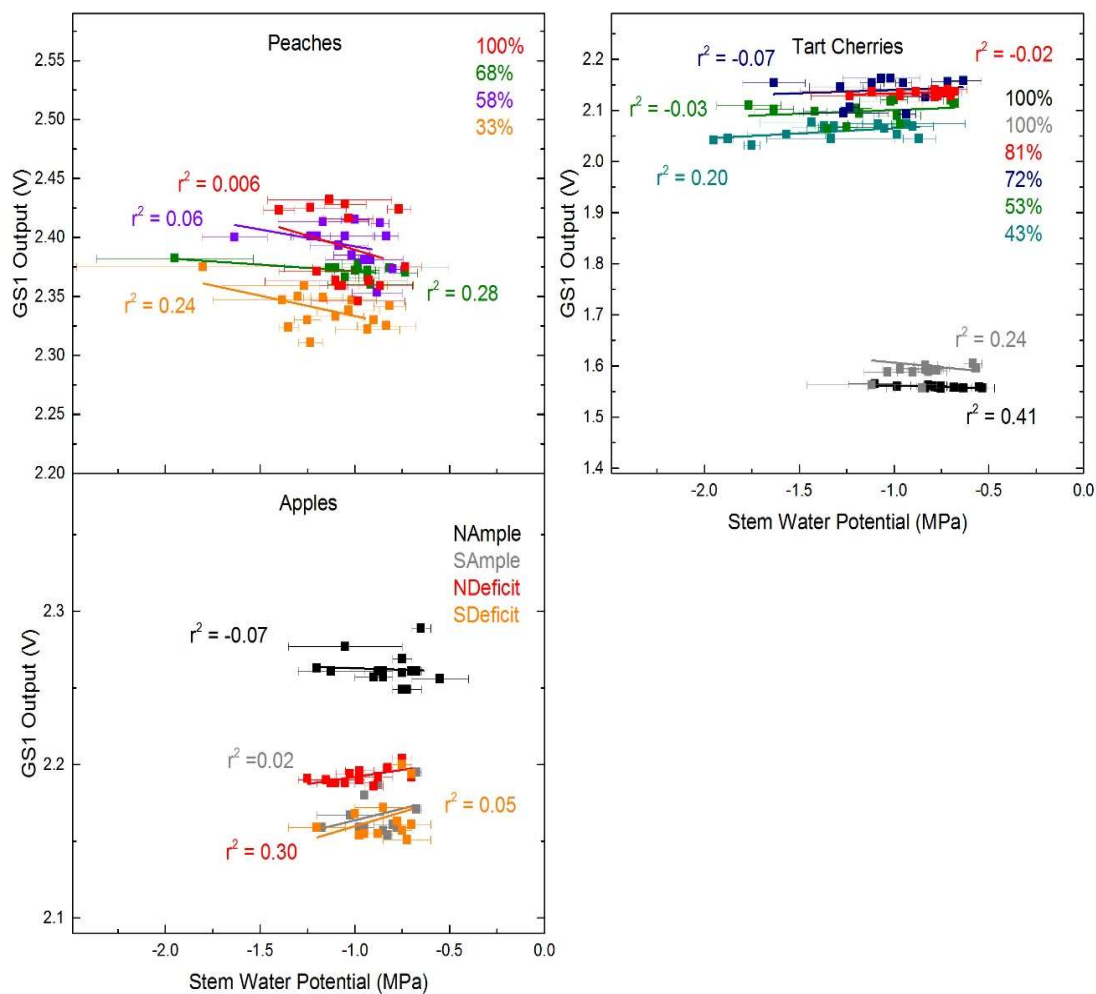 Peaches
100%
68%
58%
33%
2.55
2.50
2.45
2.40
2.35
2.30
2.25
2.20
GS1 Output (V)
r² = 0.006
r² = 0.06
r² = 0.28
r² = 0.24
Tart Cherries
r² = -0.07
r² = -0.02
r² = -0.03
r² = 0.20
100%
100%
81%
72%
53%
43%
r² = 0.24
r² = 0.41
2.2
2.1
2.0
1.9
1.8
1.7
1.6
1.5
1.4
GS1 Output (V)
-2.0 -1.5 -1.0 -0.5 0.0
Stem Water Potential (MPa)
Apples
NAmple
SAmple
NDeficit
SDeficit
r² = -0.07
r² =0.02
r² = 0.05
r² = 0.30
2.3
2.2
2.1
GS1 Output (V)
-2.0 -1.5 -1.0 -0.5 0.0
Stem Water Potential (MPa)